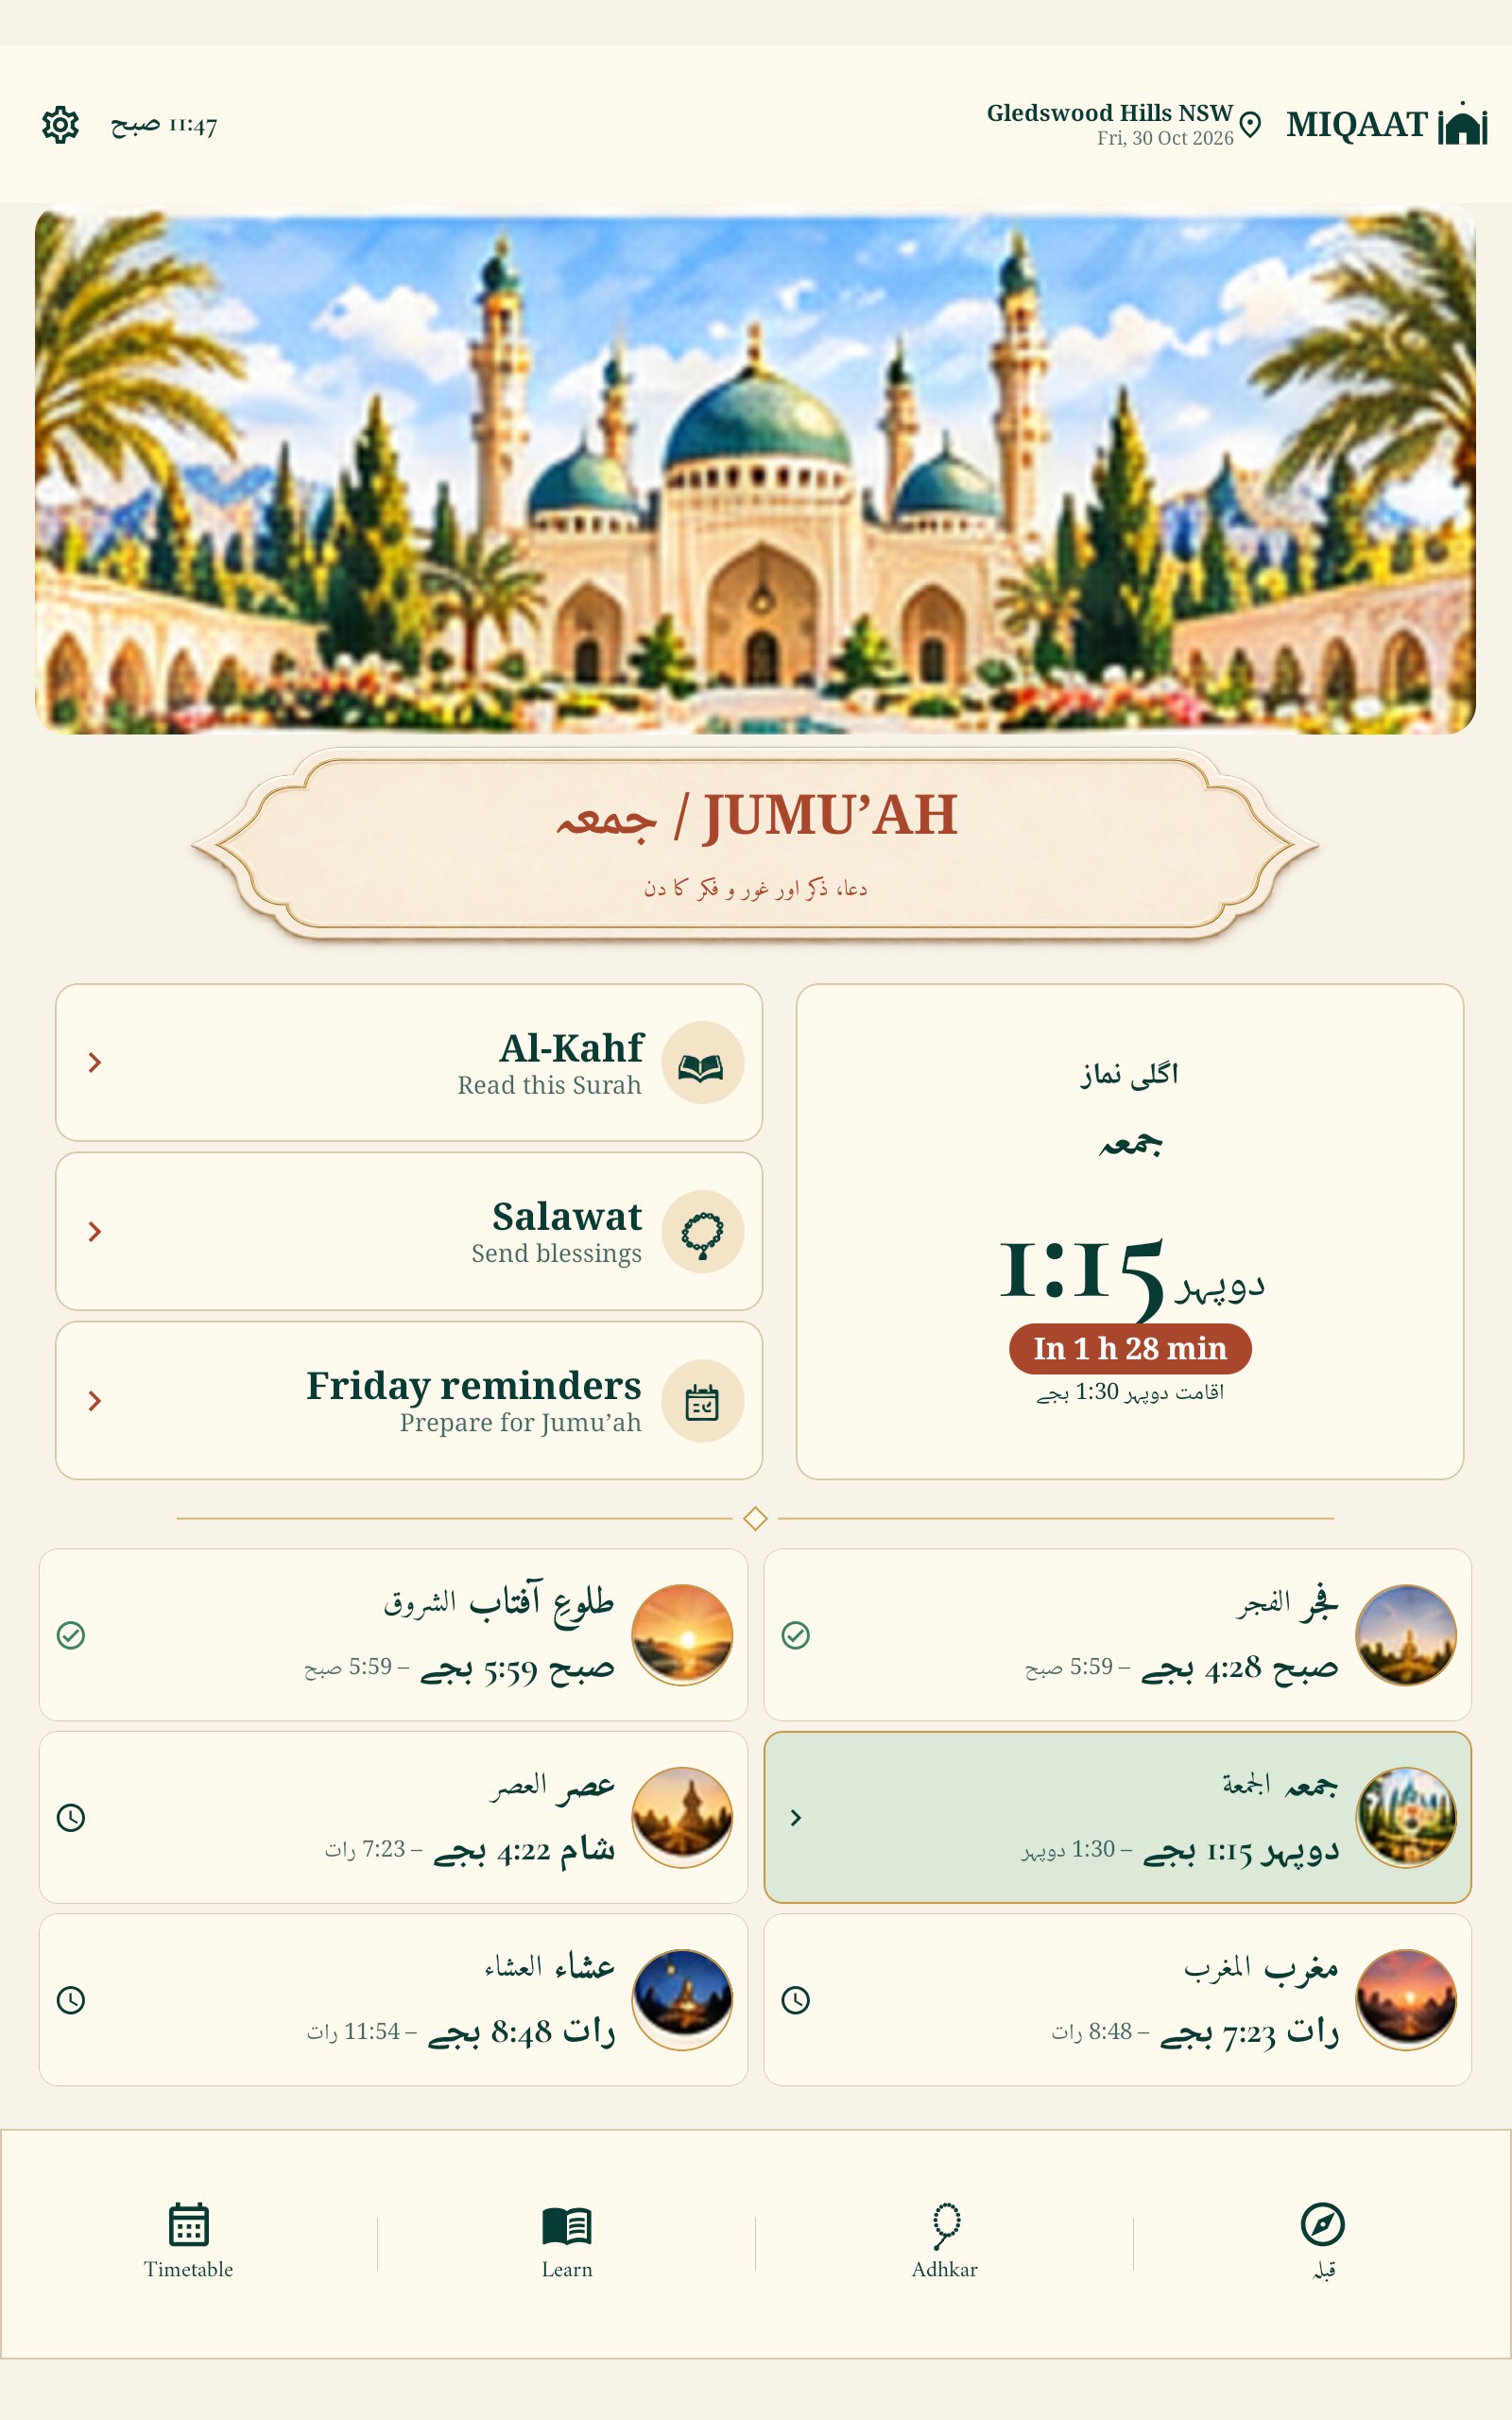 MIQAAT
Gledswood Hills NSW
Fri, 30 Oct 2026
11:47 صبح
جمعہ / JUMU’AH
دعا، ذکر اور غور و فکر کا دن
اگلی نماز
جمعہ
1:15 دوپہر
In 1 h 28 min
اقامت دوپہر 1:30 بجے
Al-Kahf
Read this Surah
Salawat
Send blessings
Friday reminders
Prepare for Jumu’ah
فجر الفجر
صبح 4:28 بجے – 5:59 صبح
طلوعِ آفتاب الشروق
صبح 5:59 بجے – 5:59 صبح
جمعہ الجمعة
دوپہر 1:15 بجے – 1:30 دوپہر
عصر العصر
شام 4:22 بجے – 7:23 رات
مغرب المغرب
رات 7:23 بجے – 8:48 رات
عشاء العشاء
رات 8:48 بجے – 11:54 رات
قبلہ
Adhkar
Learn
Timetable